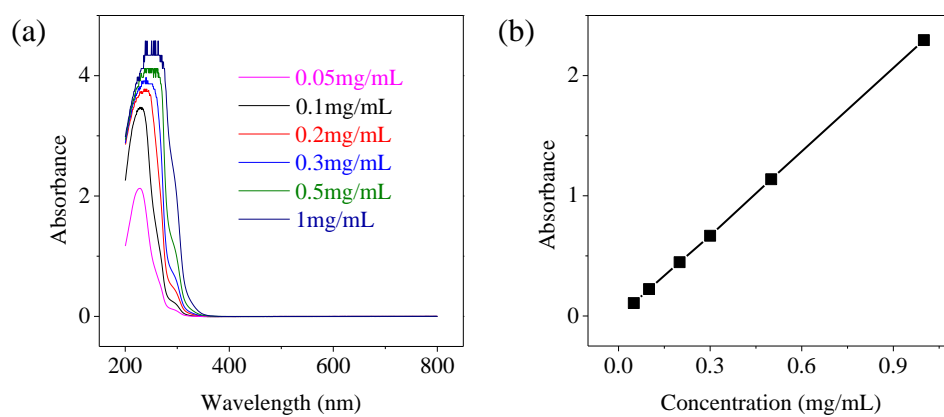 (a)
Absorbance
4
2
0
0.05mg/mL
0.1mg/mL
0.2mg/mL
0.3mg/mL
0.5mg/mL
1mg/mL
200 400 600 800
Wavelength (nm)
(b)
Absorbance
2
1
0
0.0 0.3 0.6 0.9
Concentration (mg/mL)